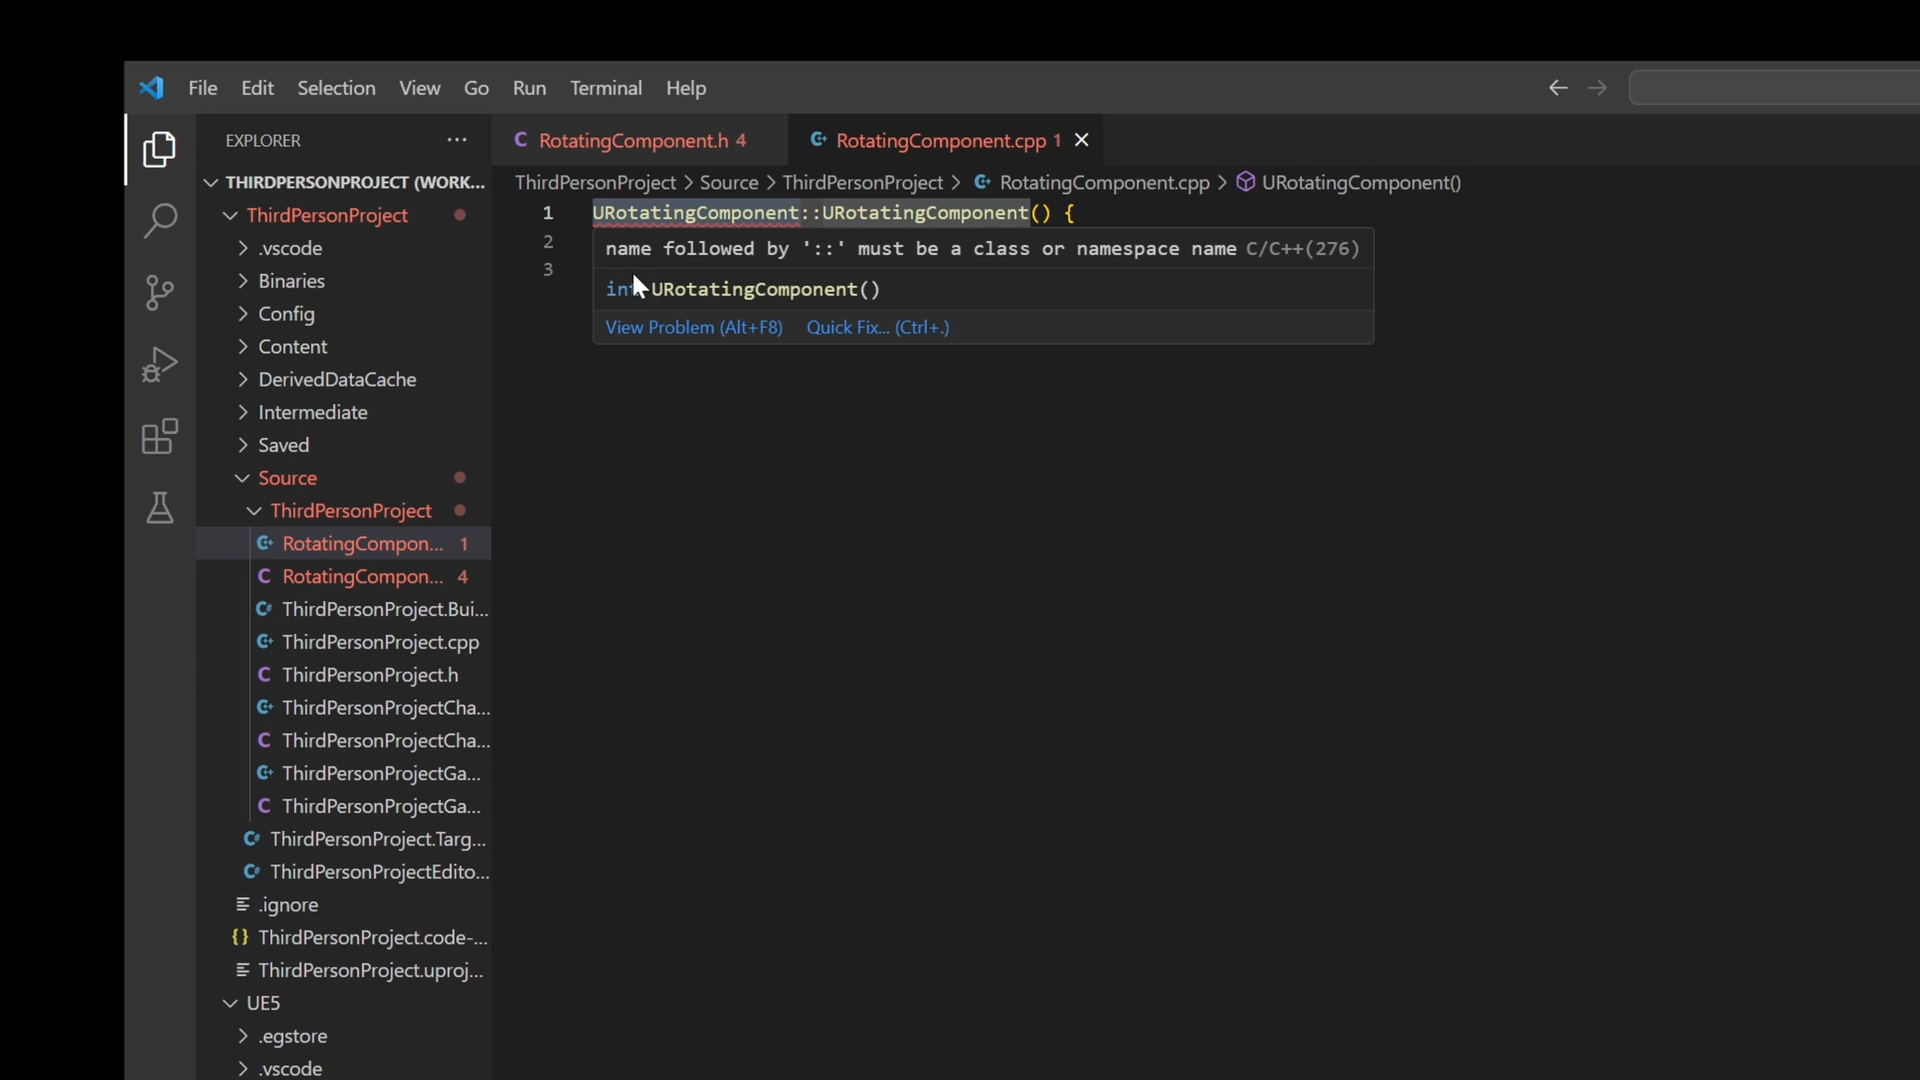 File Edit Selection View Go Run Terminal Help
EXPLORER ···
RotatingComponent.h 4
RotatingComponent.cpp 1
THIRDPERSONPROJECT (WORK...
ThirdPersonProject > Source > ThirdPersonProject > RotatingComponent.cpp > URotatingComponent()
ThirdPersonProject
.vscode
Binaries
Config
Content
DerivedDataCache
Intermediate
Saved
Source
ThirdPersonProject
RotatingCompon... 1
RotatingCompon... 4
ThirdPersonProject.Bui...
ThirdPersonProject.cpp
ThirdPersonProject.h
ThirdPersonProjectCha...
ThirdPersonProjectCha...
ThirdPersonProjectGa...
ThirdPersonProjectGa...
ThirdPersonProject.Targ...
ThirdPersonProjectEdito...
.ignore
ThirdPersonProject.code-...
ThirdPersonProject.uproj...
UE5
.egstore
.vscode
1 URotatingComponent::URotatingComponent() {
2
3
name followed by '::' must be a class or namespace name C/C++(276)
int URotatingComponent()
View Problem (Alt+F8) Quick Fix... (Ctrl+.)